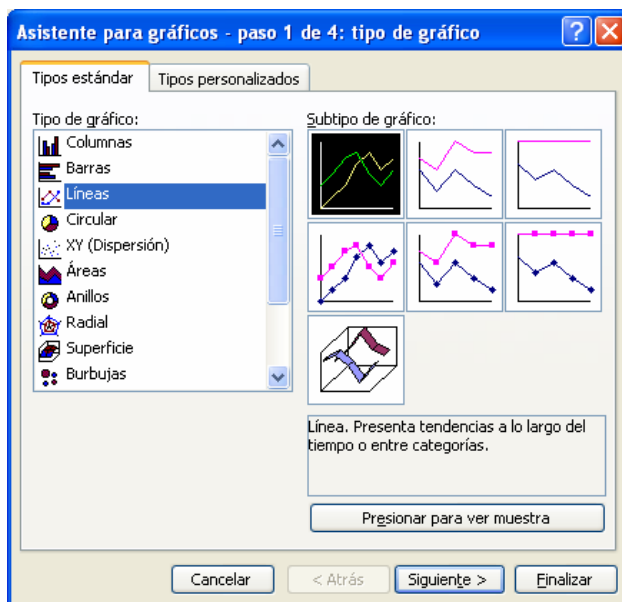 Asistente para gráficos - paso 1 de 4: tipo de gráfico
Tipos estándar
Tipos personalizados
Tipo de gráfico:
Columnas
Barras
Líneas
Circular
XY (Dispersión)
Áreas
Anillos
Radial
Superficie
Burbujas
Subtipo de gráfico:
Línea. Presenta tendencias a lo largo del
tiempo o entre categorías.
Presionar para ver muestra
Cancelar
< Atrás
Siguiente >
Finalizar